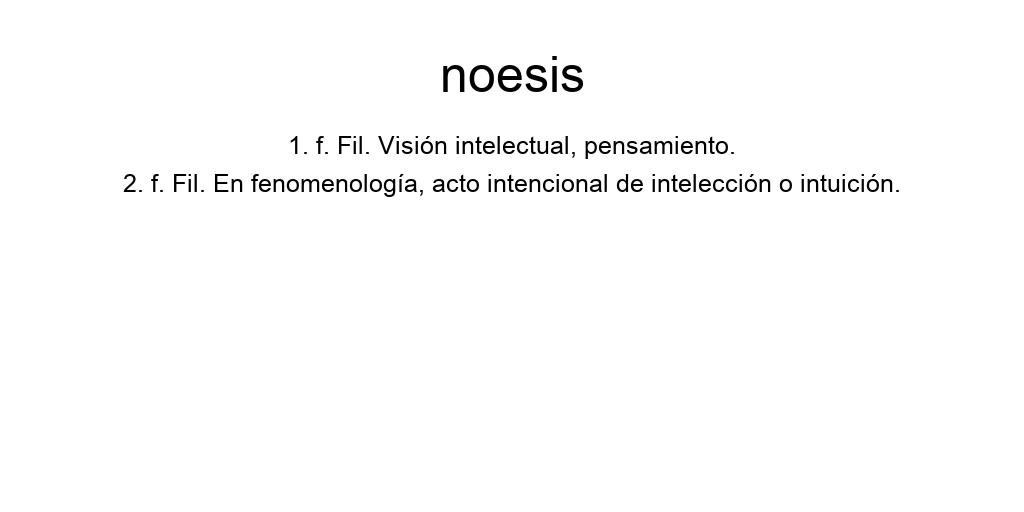 noesis
1. f. Fil. Visión intelectual, pensamiento.
2. f. Fil. En fenomenología, acto intencional de intelección o intuición.